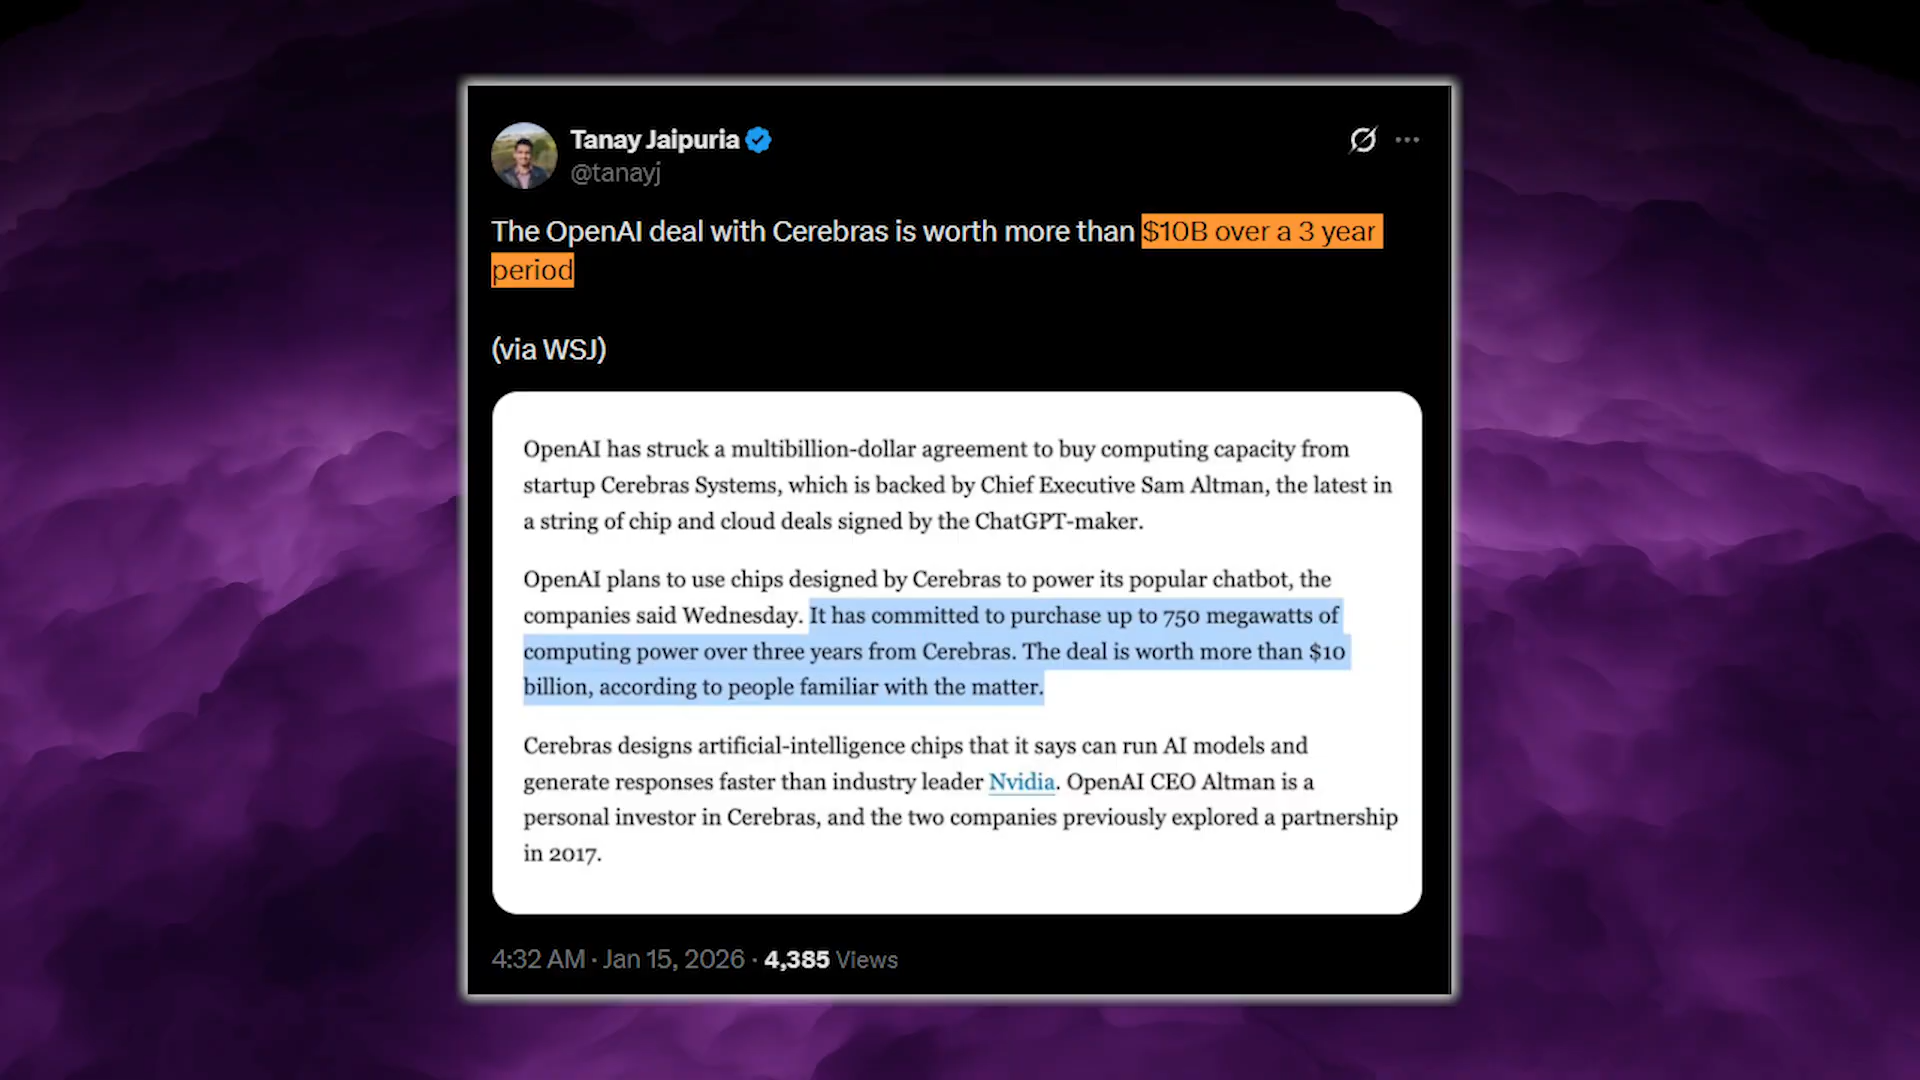 Tanay Jaipuria
@tanayj
The OpenAI deal with Cerebras is worth more than $10B over a 3 year
period
(via WSJ)
OpenAI has struck a multibillion-dollar agreement to buy computing capacity from
startup Cerebras Systems, which is backed by Chief Executive Sam Altman, the latest in
a string of chip and cloud deals signed by the ChatGPT-maker.
OpenAI plans to use chips designed by Cerebras to power its popular chatbot, the
companies said Wednesday. It has committed to purchase up to 750 megawatts of
computing power over three years from Cerebras. The deal is worth more than $10
billion, according to people familiar with the matter.
Cerebras designs artificial-intelligence chips that it says can run AI models and
generate responses faster than industry leader Nvidia. OpenAI CEO Altman is a
personal investor in Cerebras, and the two companies previously explored a partnership
in 2017.
4:32 AM · Jan 15, 2026 · 4,385 Views